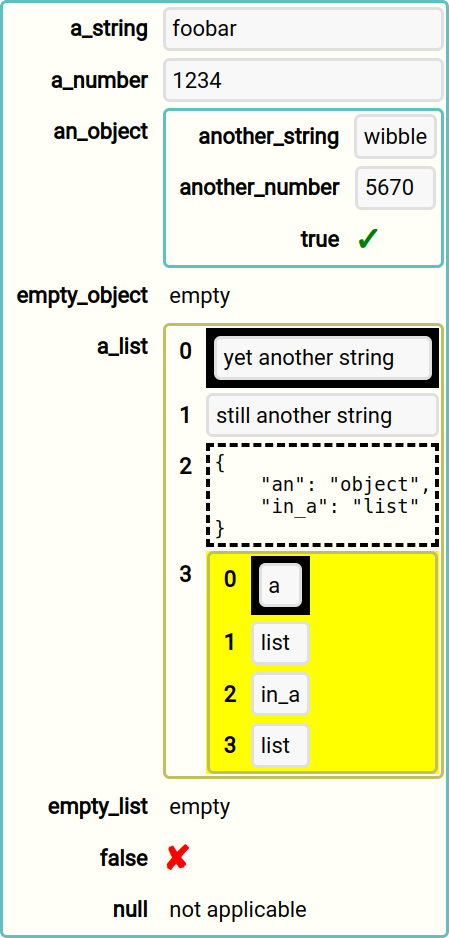 a_string foobar
a_number 1234
an_object another_string wibble
another_number 5670
true ✓
empty_object empty
a_list 0 yet another string
1 still another string
2 {
"an": "object",
"in_a": "list"
}
3 0 a
1 list
2 in_a
3 list
empty_list empty
false ✘
null not applicable